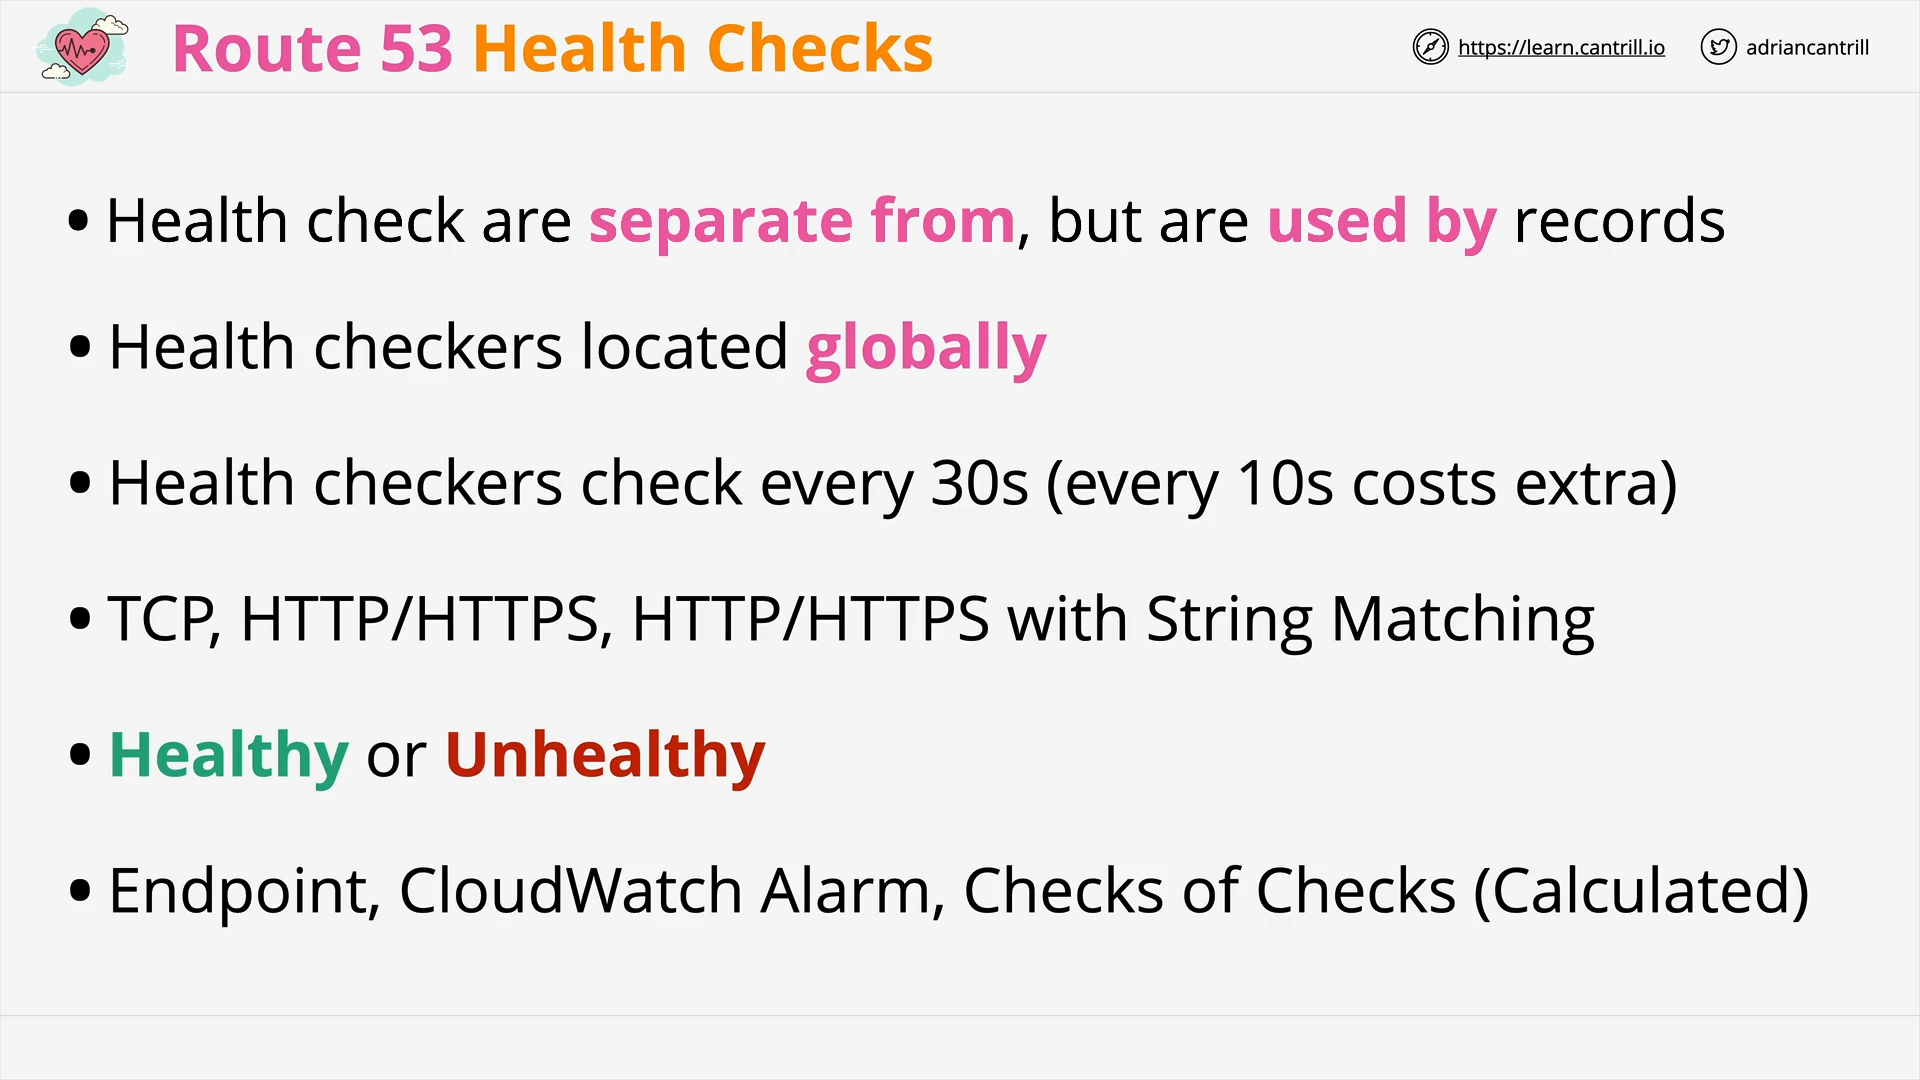 Route 53 Health Checks
https://learn.cantrill.io
adriancantrill
• Health check are separate from, but are used by records
• Health checkers located globally
• Health checkers check every 30s (every 10s costs extra)
• TCP, HTTP/HTTPS, HTTP/HTTPS with String Matching
• Healthy or Unhealthy
• Endpoint, CloudWatch Alarm, Checks of Checks (Calculated)